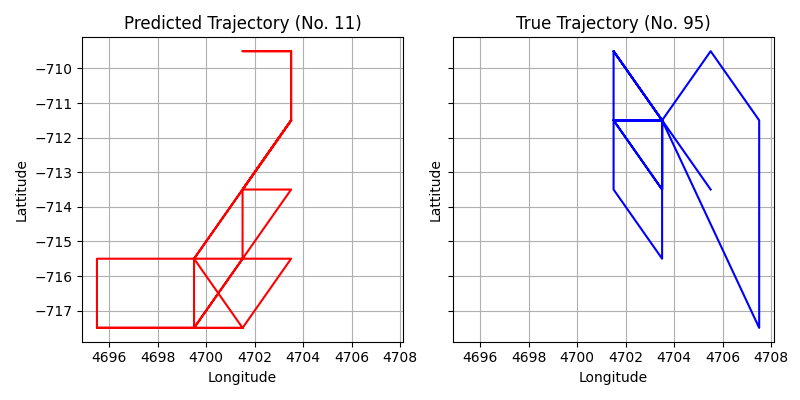 Predicted Trajectory (No. 11)
True Trajectory (No. 95)
−710
−711
−712
−713
−714
−715
−716
−717
Lattitude
Lattitude
4696 4698 4700 4702 4704 4706 4708
4696 4698 4700 4702 4704 4706 4708
Longitude
Longitude